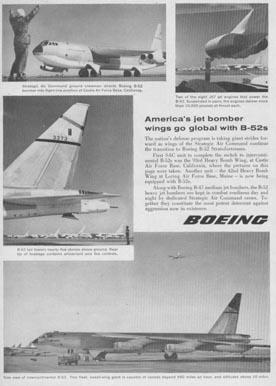 Strategic Air Command ground crewman directs Boeing B-52
bomber into flight-line position at Castle Air Force Base, California.
Two of the eight J57 jet engines that power the
B-52. Suspended in pairs, the engines deliver more
than 10,000 pounds of thrust each.
America's jet bomber
wings go global with B-52s
The nation's defense program is taking giant strides for-
ward as wings of the Strategic Air Command continue
the transition to Boeing B-52 Stratofortresses.
First SAC unit to complete the switch to interconti-
nental B-52s was the 93rd Heavy Bomb Wing, at Castle
Air Force Base, California, where the pictures on this
page were taken. Another unit – the 42nd Heavy Bomb
Wing at Loring Air Force Base, Maine – is now being
equipped with B-52s.
Along with Boeing B-47 medium jet bombers, the B-52
heavy jet bombers are kept in combat readiness day and
night by dedicated Strategic Air Command crews. To-
gether they constitute the most potent deterrent against
aggression now in existence.
3273
B-52 tail towers nearly five stories above ground. Rear
tip of fuselage contains armament and fire controls.
BOEING
Side view of intercontinental B-52. This fleet, swept-wing giant is capable of speeds beyond 600 miles an hour, and altitudes above